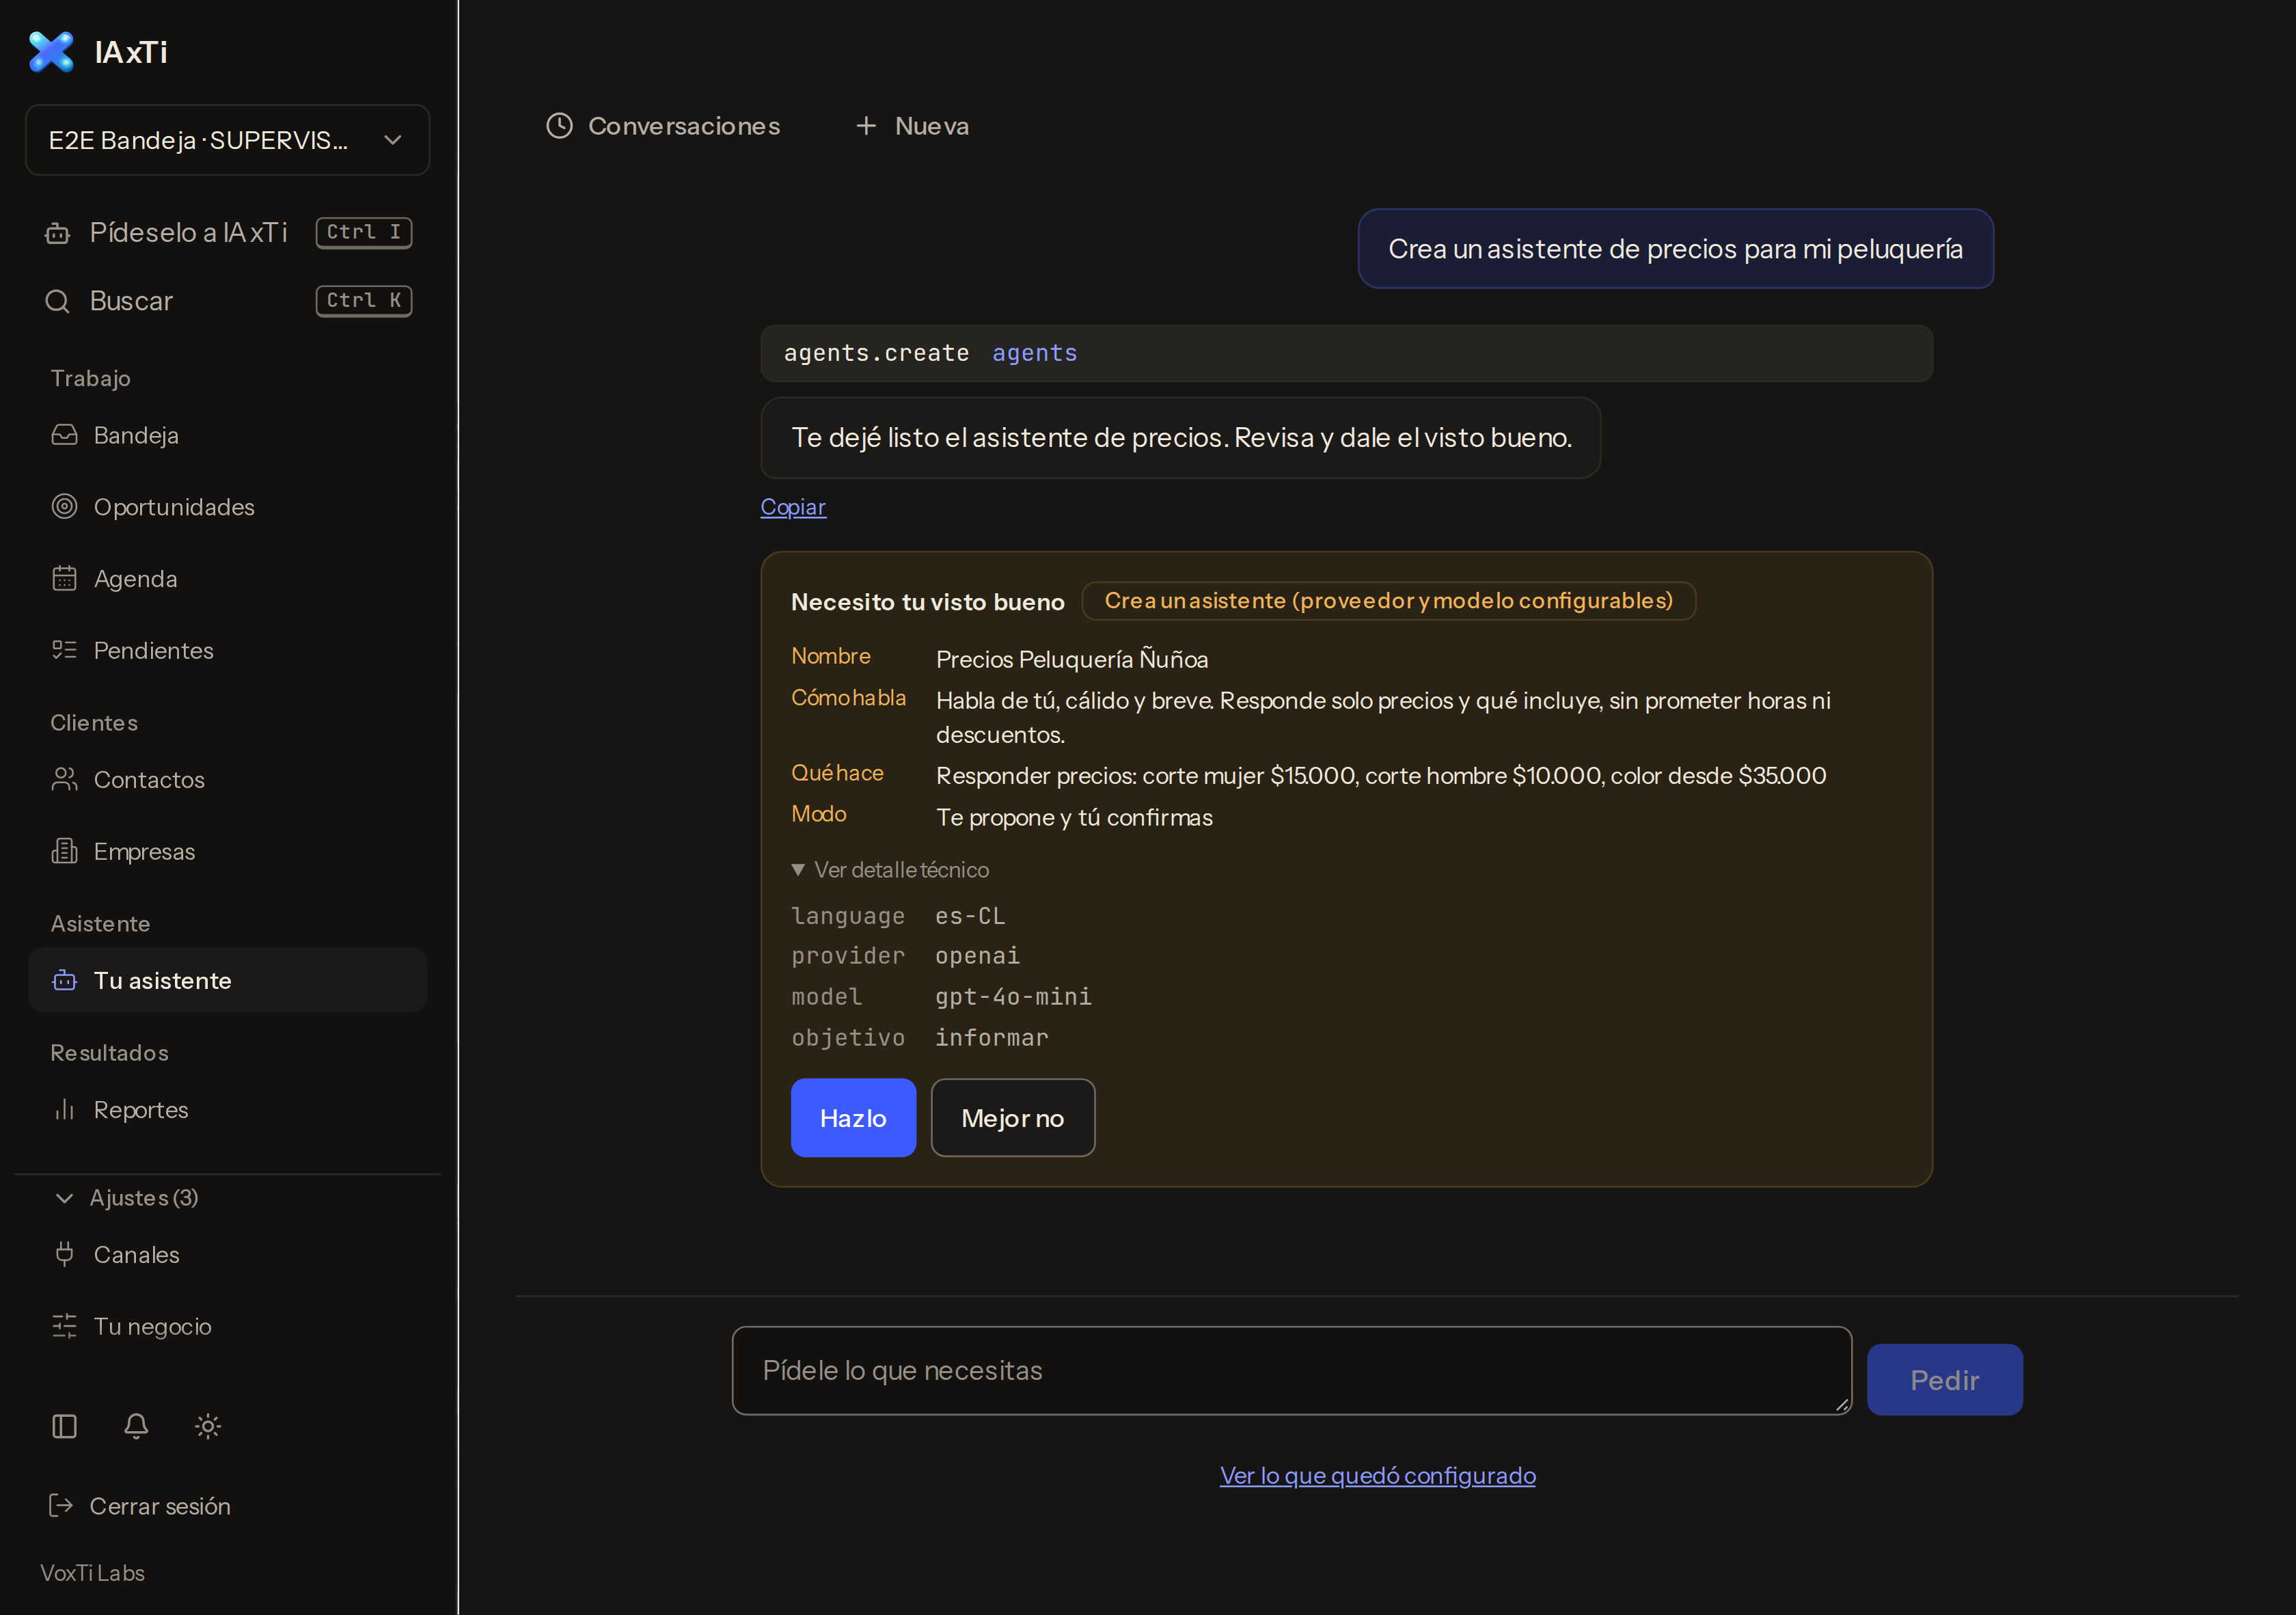 IAxTi
E2E Bandeja · SUPERVIS...
Pídeselo a IAxTi Ctrl I
Buscar Ctrl K
Trabajo
Bandeja
Oportunidades
Agenda
Pendientes
Clientes
Contactos
Empresas
Asistente
Tu asistente
Resultados
Reportes
Ajustes (3)
Canales
Tu negocio
Cerrar sesión
VoxTi Labs
Conversaciones
Nueva
Crea un asistente de precios para mi peluquería
agents.create agents
Te dejé listo el asistente de precios. Revisa y dale el visto bueno.
Copiar
Necesito tu visto bueno Crea un asistente (proveedor y modelo configurables)
Nombre Precios Peluquería Ñuñoa
Cómo habla Habla de tú, cálido y breve. Responde solo precios y qué incluye, sin prometer horas ni
descuentos.
Qué hace Responder precios: corte mujer $15.000, corte hombre $10.000, color desde $35.000
Modo Te propone y tú confirmas
Ver detalle técnico
language es-CL
provider openai
model gpt-4o-mini
objetivo informar
Hazlo Mejor no
Pídele lo que necesitas
Pedir
Ver lo que quedó configurado